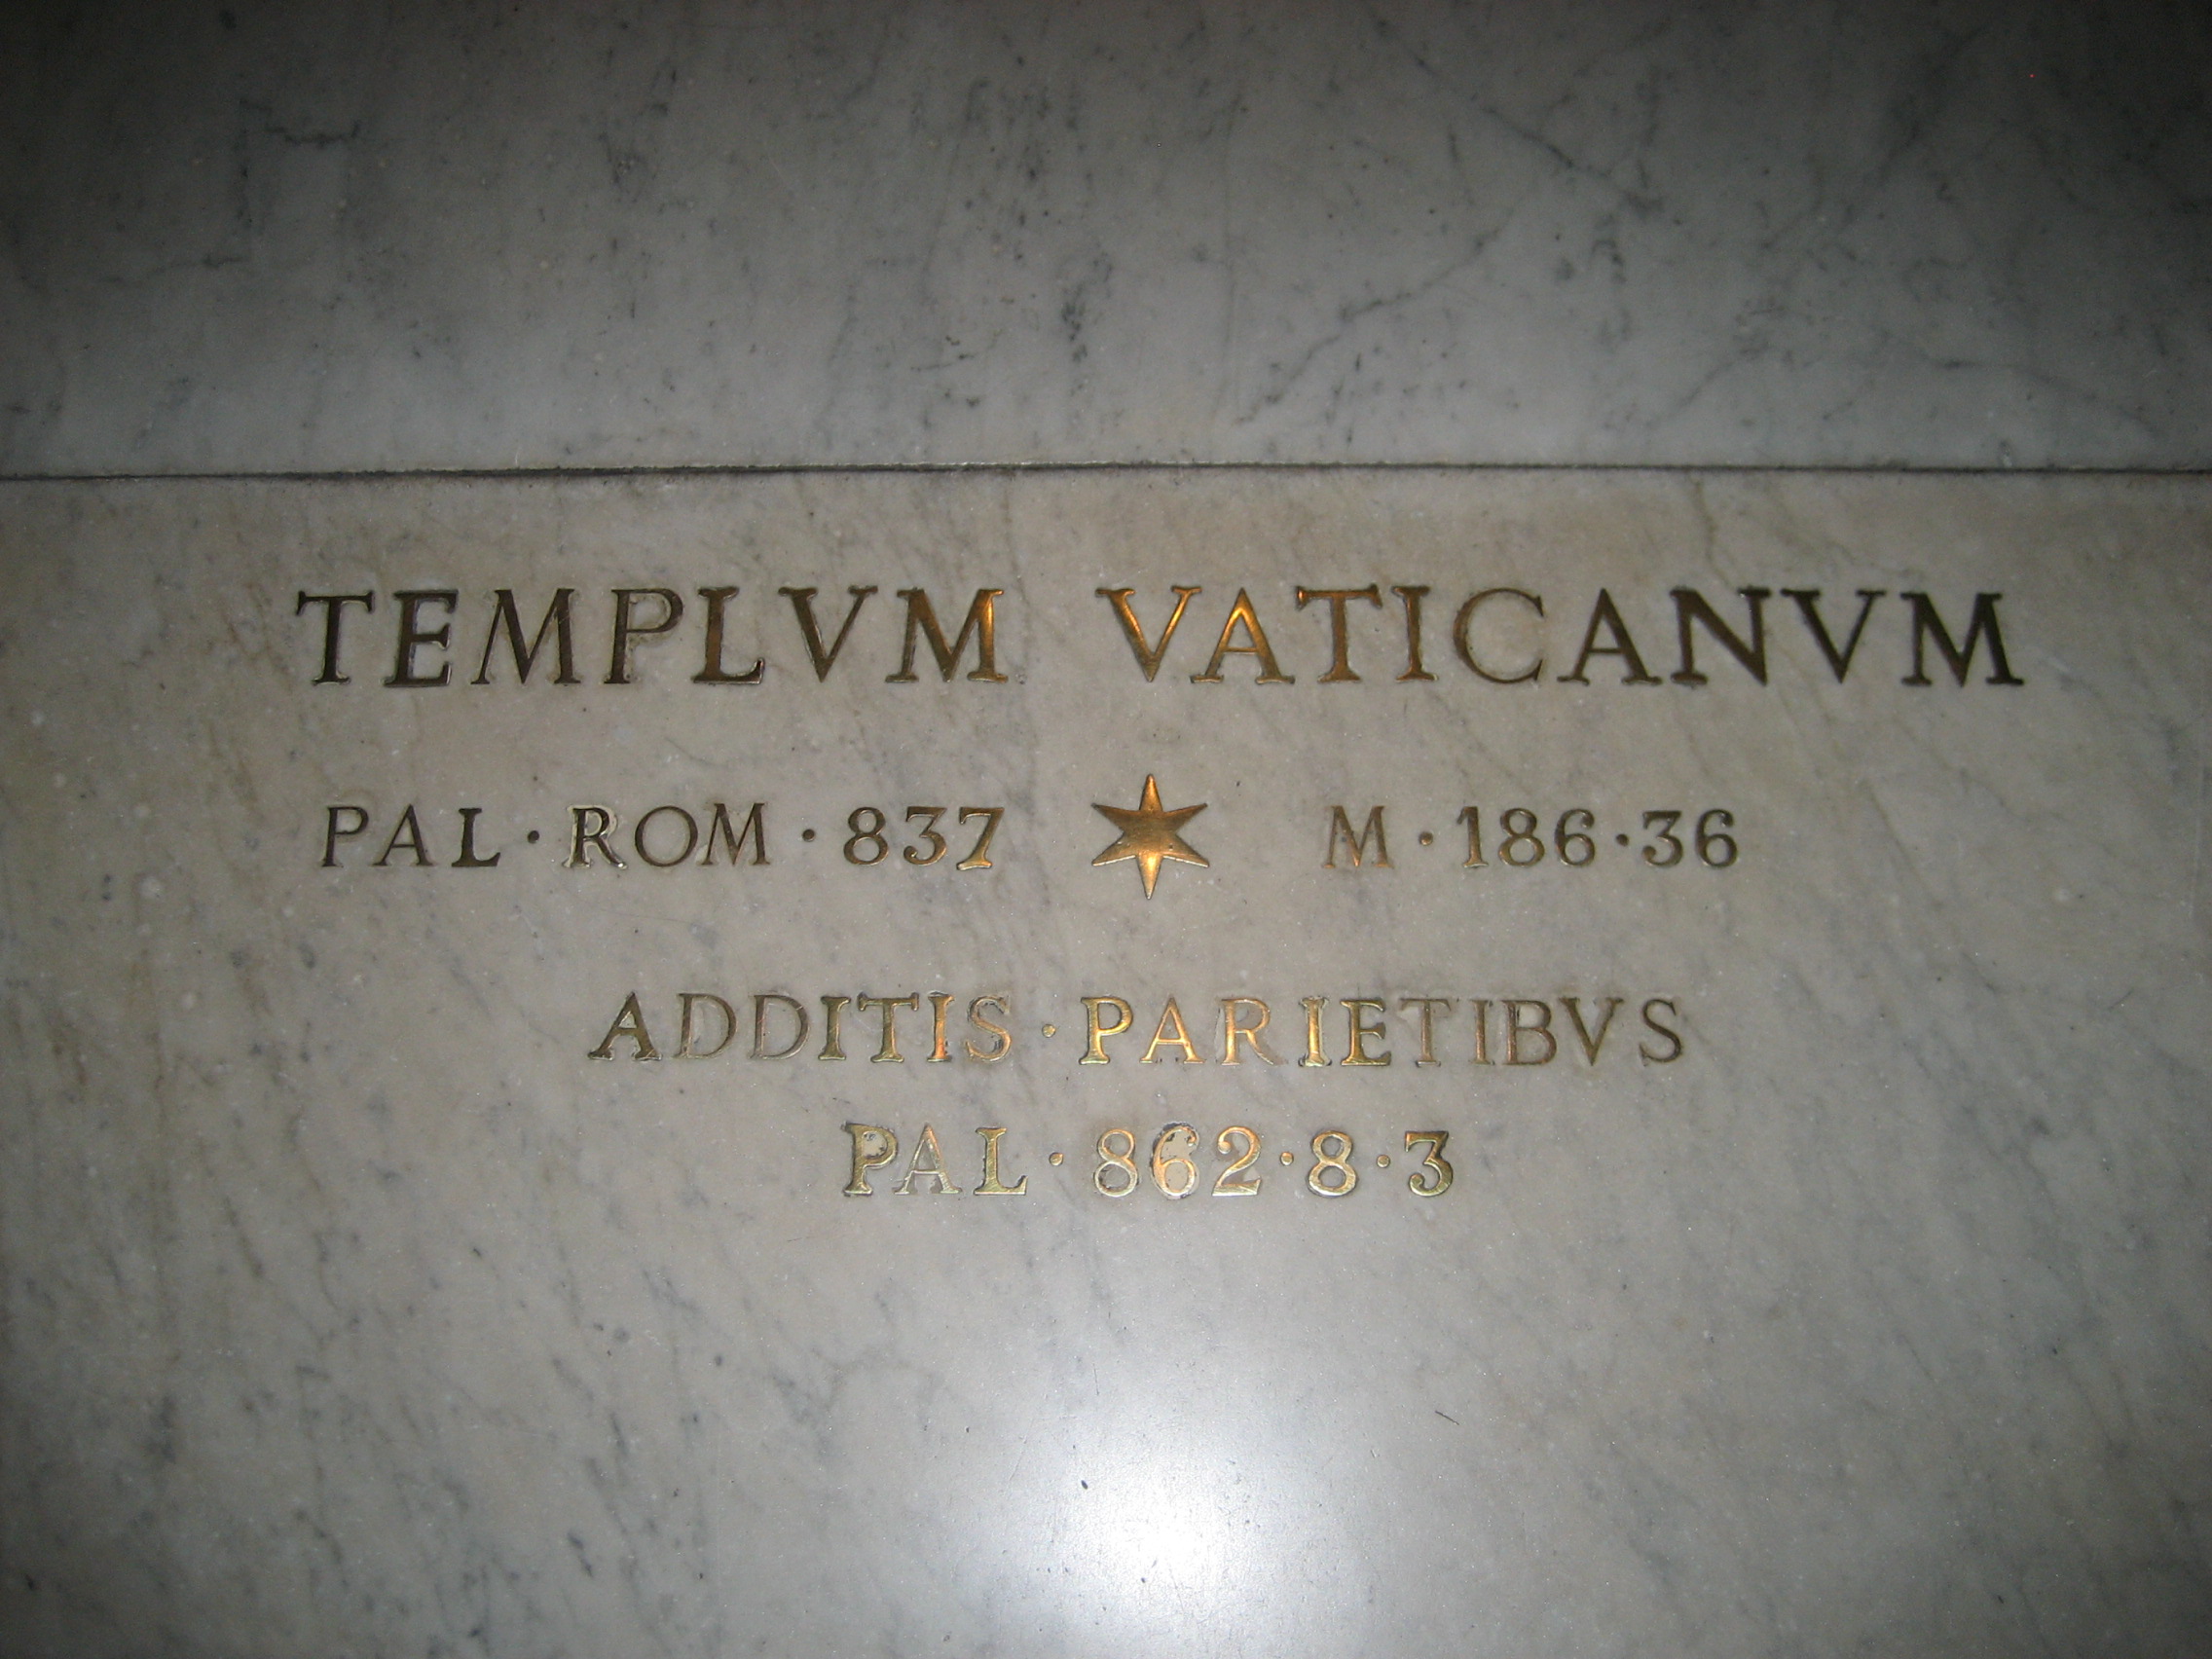 TEMPLVM VATICANVM
PAL·ROM·837 ✶ M·186·36
ADDITIS·PARIETIBVS
PAL·862·8·3